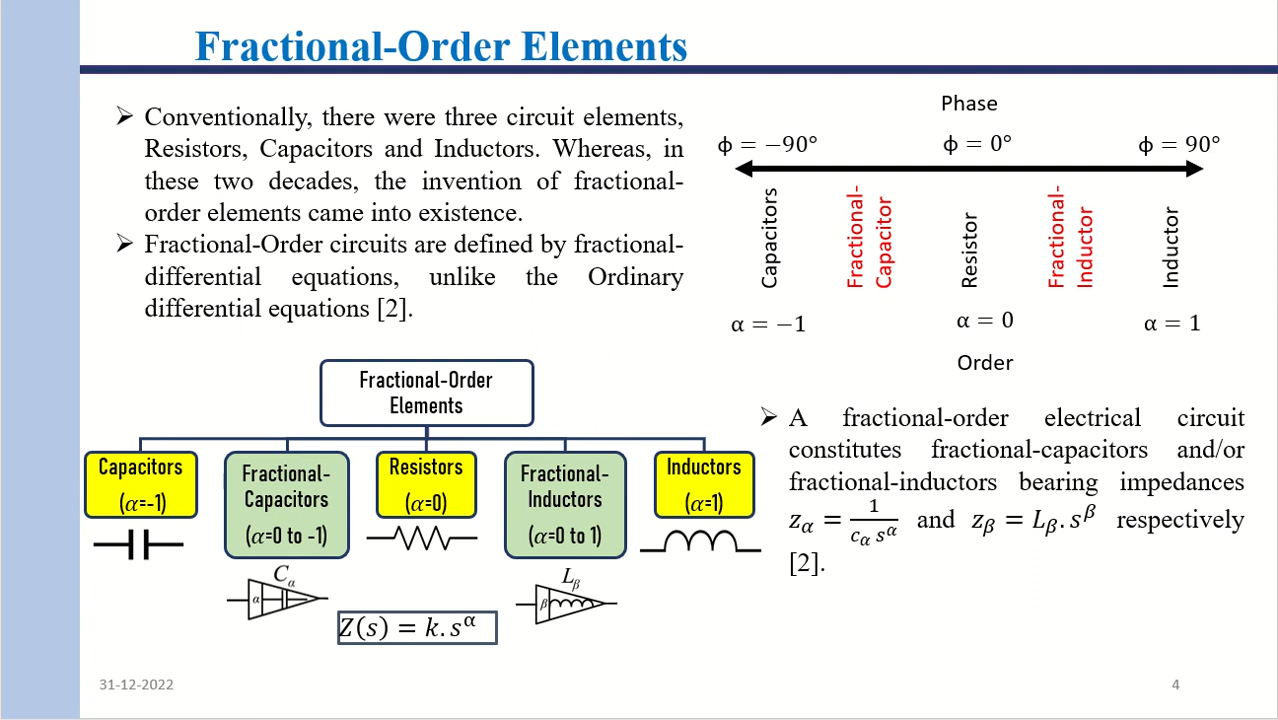 Fractional-Order Elements
➢ Conventionally, there were three circuit elements,
Resistors, Capacitors and Inductors. Whereas, in
these two decades, the invention of fractional-
order elements came into existence.
➢ Fractional-Order circuits are defined by fractional-
differential equations, unlike the Ordinary
differential equations [2].
Phase
ϕ = −90°
ϕ = 0°
ϕ = 90°
Capacitors
Fractional-
Capacitor
Resistor
Fractional-
Inductor
Inductor
α = −1
α = 0
α = 1
Order
Fractional-Order
Elements
Capacitors
(α=-1)
Fractional-
Capacitors
(α=0 to -1)
Resistors
(α=0)
Fractional-
Inductors
(α=0 to 1)
Inductors
(α=1)
Cα
α
Lβ
β
Z(s) = k.s^α
➢ A fractional-order electrical circuit
constitutes fractional-capacitors and/or
fractional-inductors bearing impedances
z_α = 1/(c_α s^α) and z_β = L_β.s^β respectively
[2].
31-12-2022
4